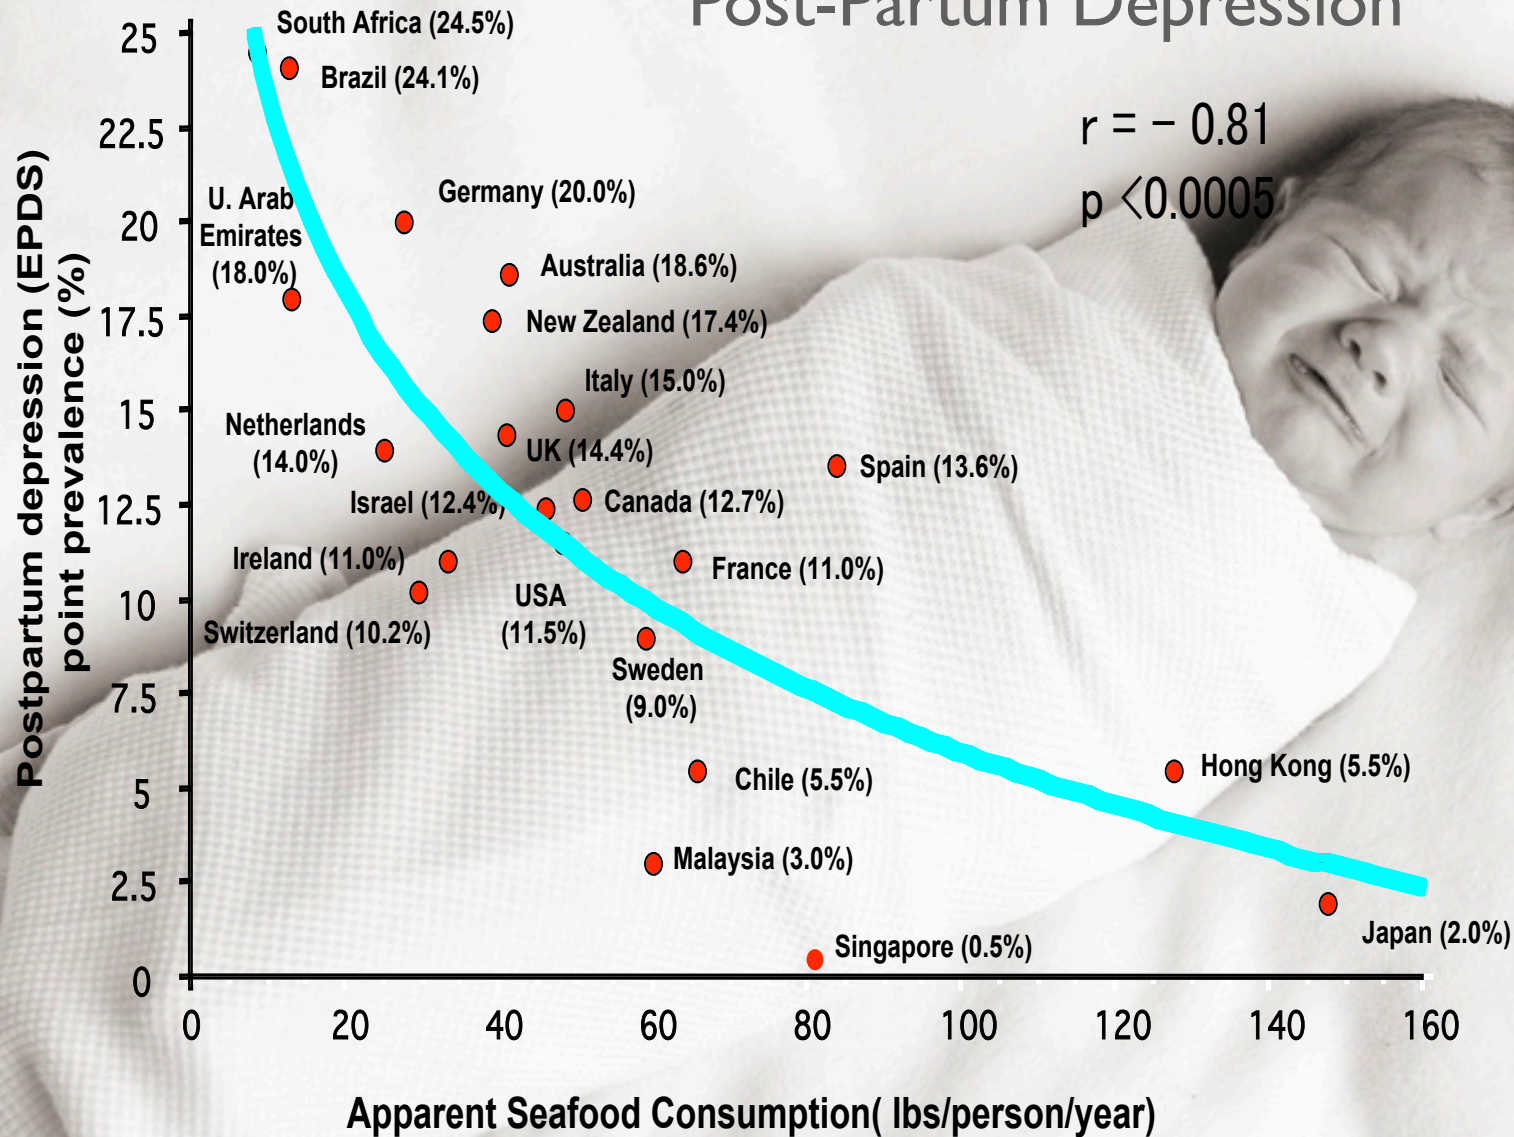 Post-Partum Depression
r = − 0.81
p <0.0005
Postpartum depression (EPDS)
point prevalence (%)
25
22.5
20
17.5
15
12.5
10
7.5
5
2.5
0
South Africa (24.5%)
Brazil (24.1%)
U. Arab
Emirates
(18.0%)
Germany (20.0%)
Australia (18.6%)
New Zealand (17.4%)
Italy (15.0%)
Netherlands
(14.0%)
UK (14.4%)
Spain (13.6%)
Israel (12.4%)
Canada (12.7%)
Ireland (11.0%)
France (11.0%)
USA
(11.5%)
Switzerland (10.2%)
Sweden
(9.0%)
Chile (5.5%)
Hong Kong (5.5%)
Malaysia (3.0%)
Japan (2.0%)
Singapore (0.5%)
0 20 40 60 80 100 120 140 160
Apparent Seafood Consumption( lbs/person/year)